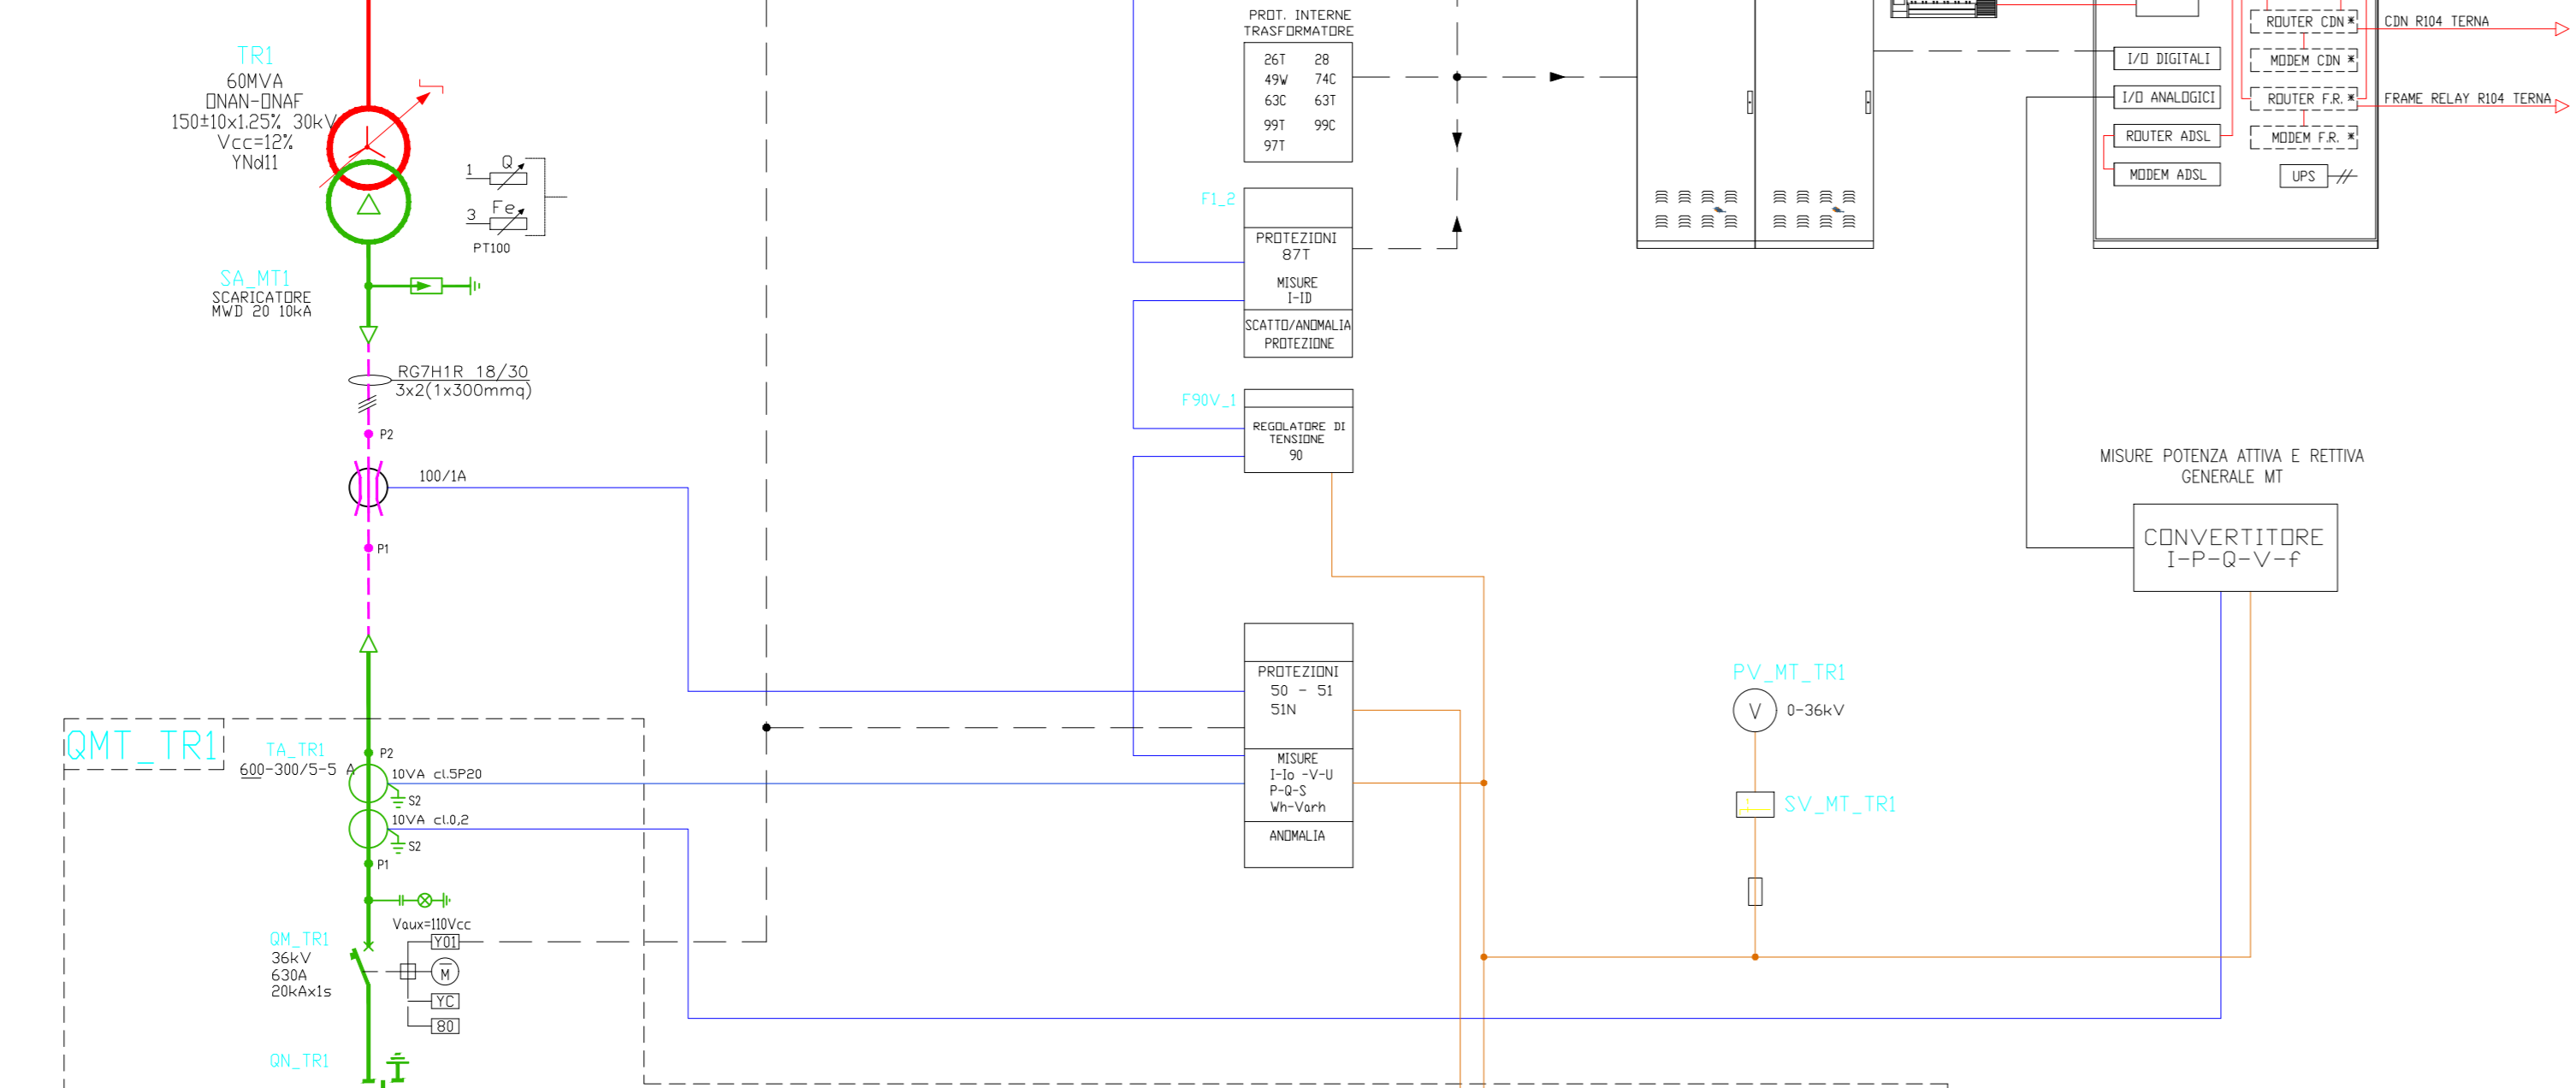 TR1
60MVA
ONAN-ONAF
150±10x1.25% 30kV
Vcc=12%
YNd11
1
Q
3
Fe
PT100
SA_MT1
SCARICATORE
MWD 20 10kA
RG7H1R 18/30
3x2(1x300mmq)
P2
100/1A
P1
QMT_TR1
TA_TR1
600-300/5-5 A
P2
10VA cl.5P20
S2
10VA cl.0,2
S2
P1
Vaux=110Vcc
QM_TR1
36kV
630A
20kAx1s
Y01
M
YC
80
QN_TR1
PROT. INTERNE
TRASFORMATORE
26T 28
49W 74C
63C 63T
99T 99C
97T
F1_2
PROTEZIONI
87T
MISURE
I-ID
SCATTO/ANOMALIA
PROTEZIONE
F90V_1
REGOLATORE DI
TENSIONE
90
PROTEZIONI
50 - 51
51N
MISURE
I-Io -V-U
P-Q-S
Wh-Varh
ANOMALIA
PV_MT_TR1
V
0-36kV
SV_MT_TR1
I/O DIGITALI
I/O ANALOGICI
ROUTER ADSL
MODEM ADSL
ROUTER CDN *
MODEM CDN *
ROUTER F.R. *
MODEM F.R. *
UPS
CDN R104 TERNA
FRAME RELAY R104 TERNA
MISURE POTENZA ATTIVA E RETTIVA
GENERALE MT
CONVERTITORE
I-P-Q-V-f